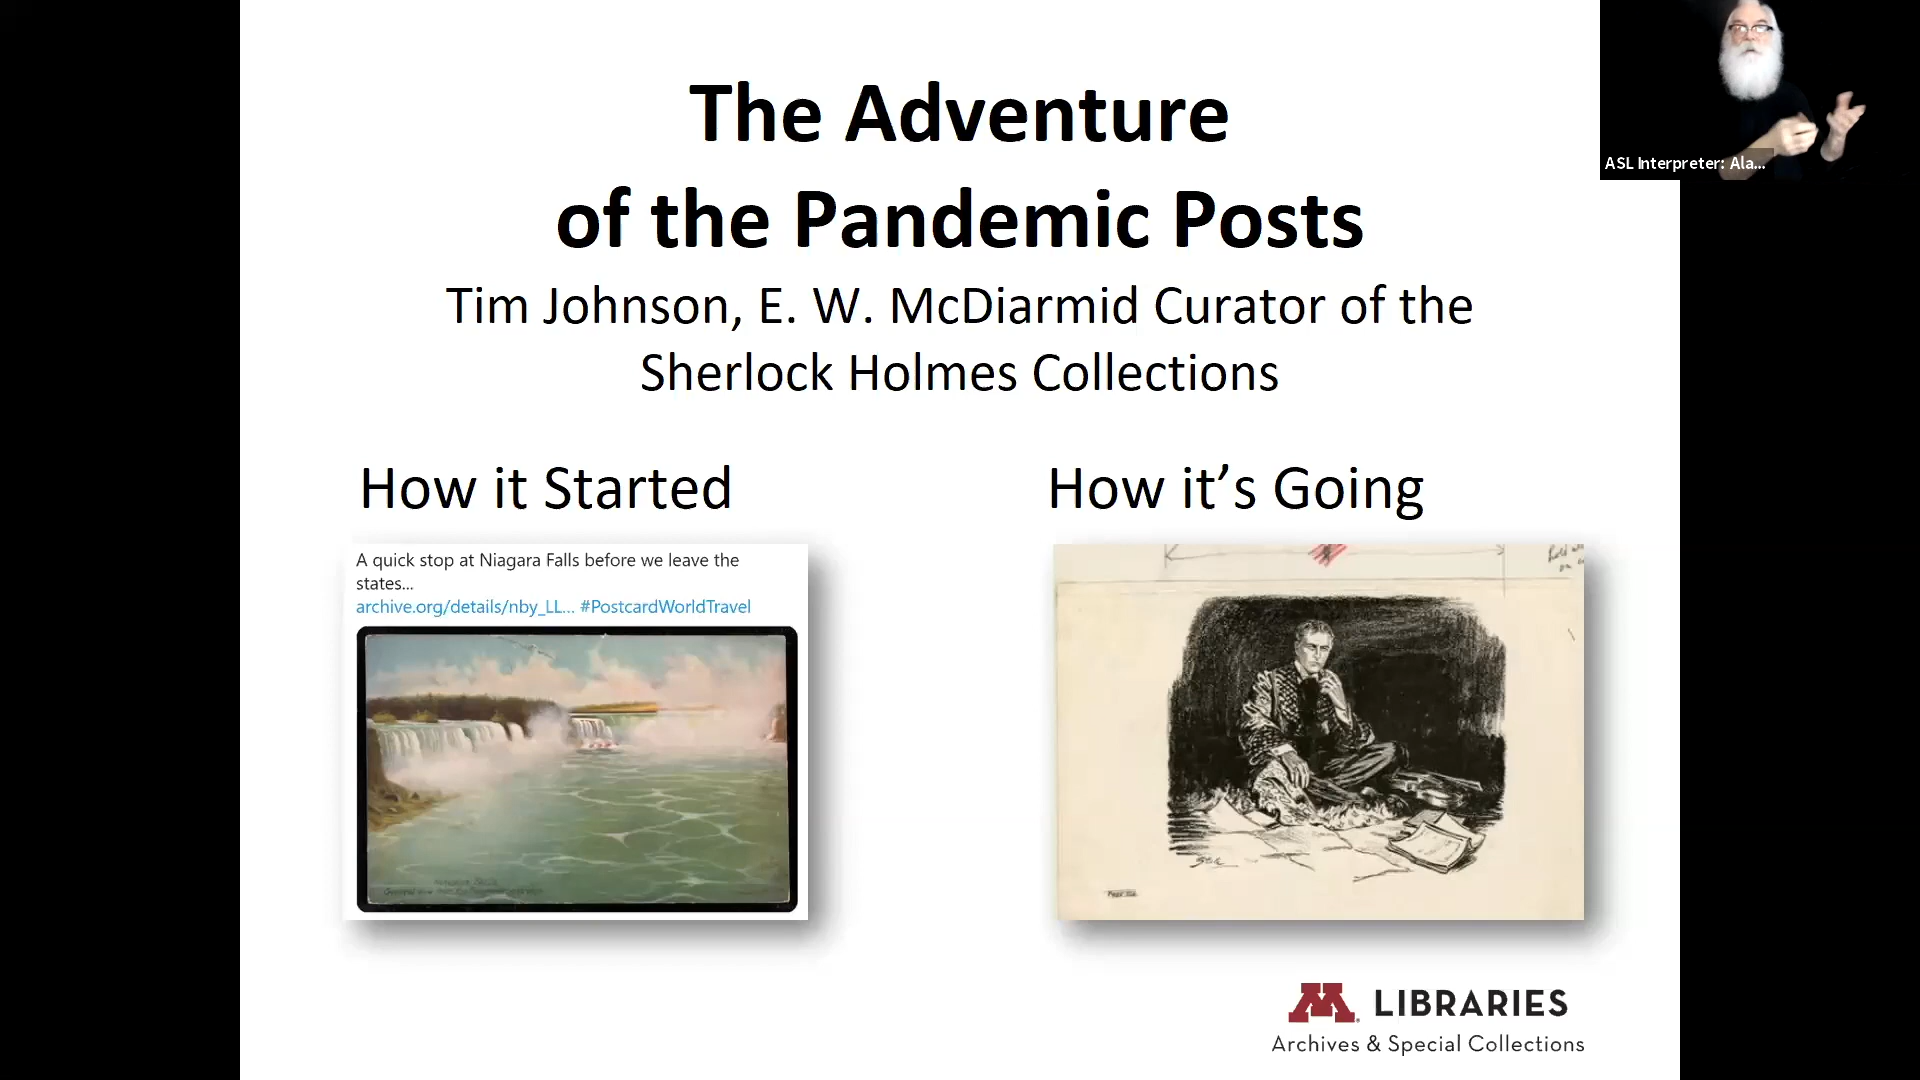 The Adventure
of the Pandemic Posts
Tim Johnson, E. W. McDiarmid Curator of the
Sherlock Holmes Collections
ASL Interpreter: Ala...
How it Started
How it’s Going
A quick stop at Niagara Falls before we leave the
states...
archive.org/details/nby_LL... #PostcardWorldTravel
M LIBRARIES
Archives & Special Collections